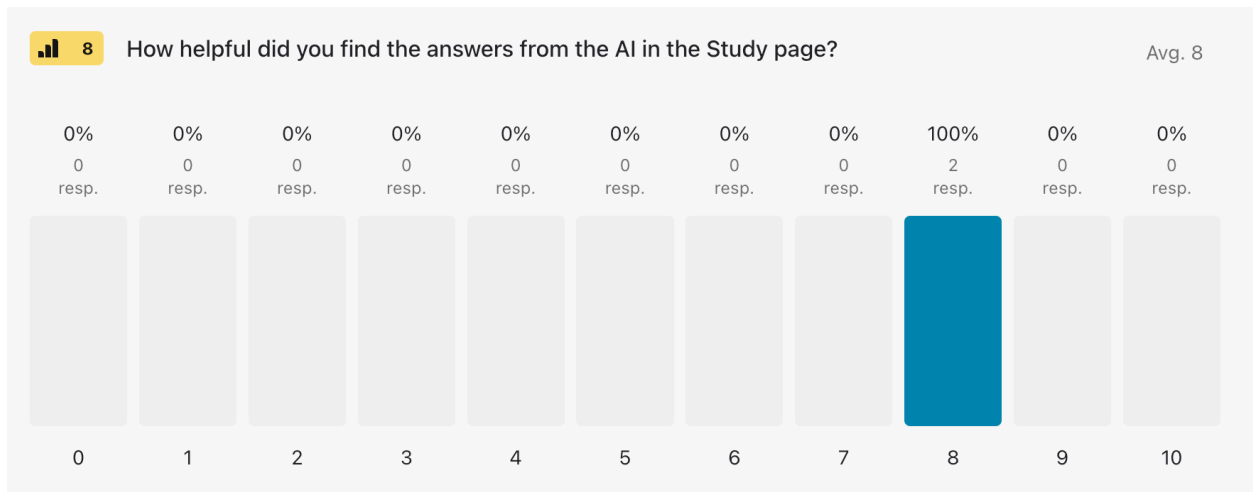 8 How helpful did you find the answers from the AI in the Study page? Avg. 8
0% 0% 0% 0% 0% 0% 0% 0% 100% 0% 0%
0 0 0 0 0 0 0 0 2 0 0
resp. resp. resp. resp. resp. resp. resp. resp. resp. resp. resp.
0 1 2 3 4 5 6 7 8 9 10